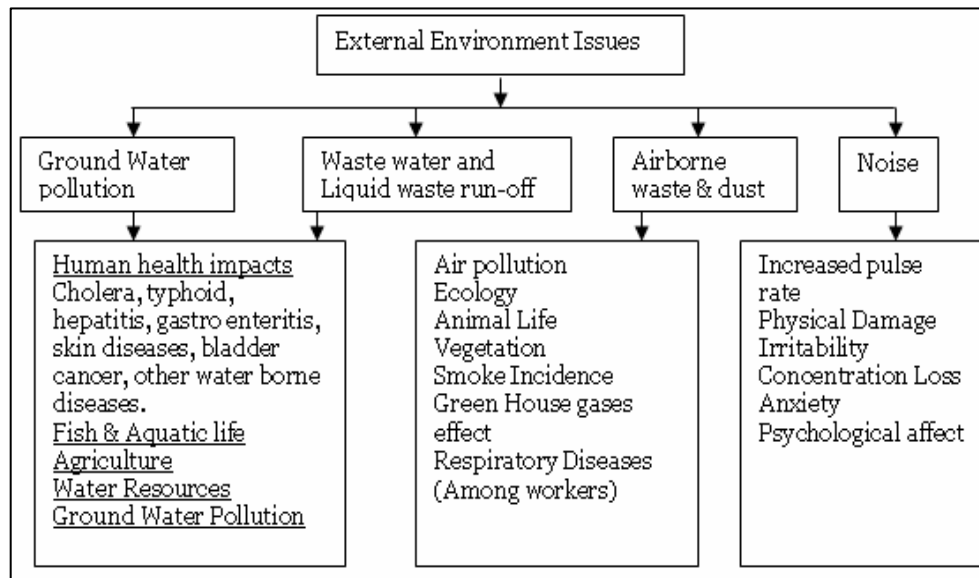 External Environment Issues
Ground Water
pollution
Waste water and
Liquid waste run-off
Airborne
waste & dust
Noise
Human health impacts
Cholera, typhoid,
hepatitis, gastro enteritis,
skin diseases, bladder
cancer, other water borne
diseases.
Fish & Aquatic life
Agriculture
Water Resources
Ground Water Pollution
Air pollution
Ecology
Animal Life
Vegetation
Smoke Incidence
Green House gases
effect
Respiratory Diseases
(Among workers)
Increased pulse
rate
Physical Damage
Irritability
Concentration Loss
Anxiety
Psychological affect